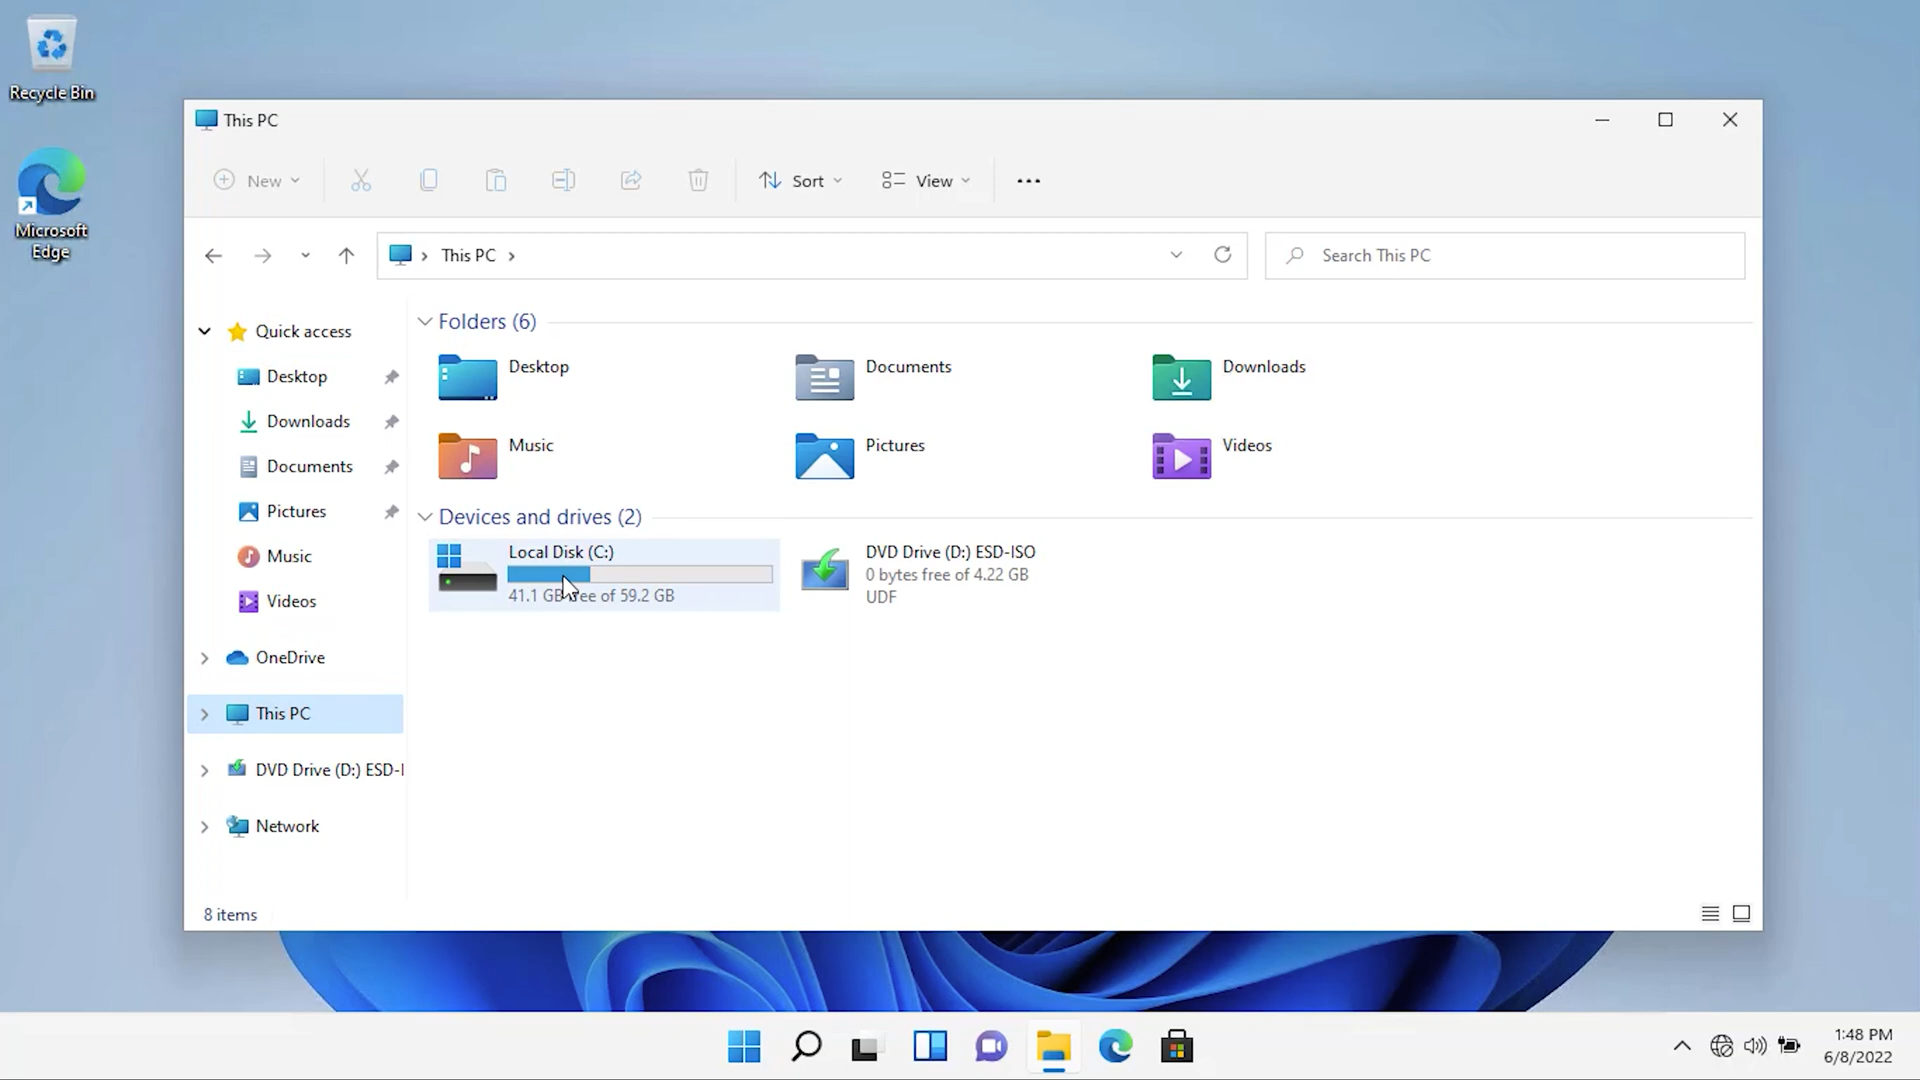 Recycle Bin
Microsoft
Edge
This PC
New
Sort
View
This PC
Search This PC
Quick access
Desktop
Downloads
Documents
Pictures
Music
Videos
OneDrive
This PC
DVD Drive (D:) ESD-I
Network
Folders (6)
Desktop
Documents
Downloads
Music
Pictures
Videos
Devices and drives (2)
Local Disk (C:)
41.1 GB free of 59.2 GB
DVD Drive (D:) ESD-ISO
0 bytes free of 4.22 GB
UDF
8 items
1:48 PM
6/8/2022